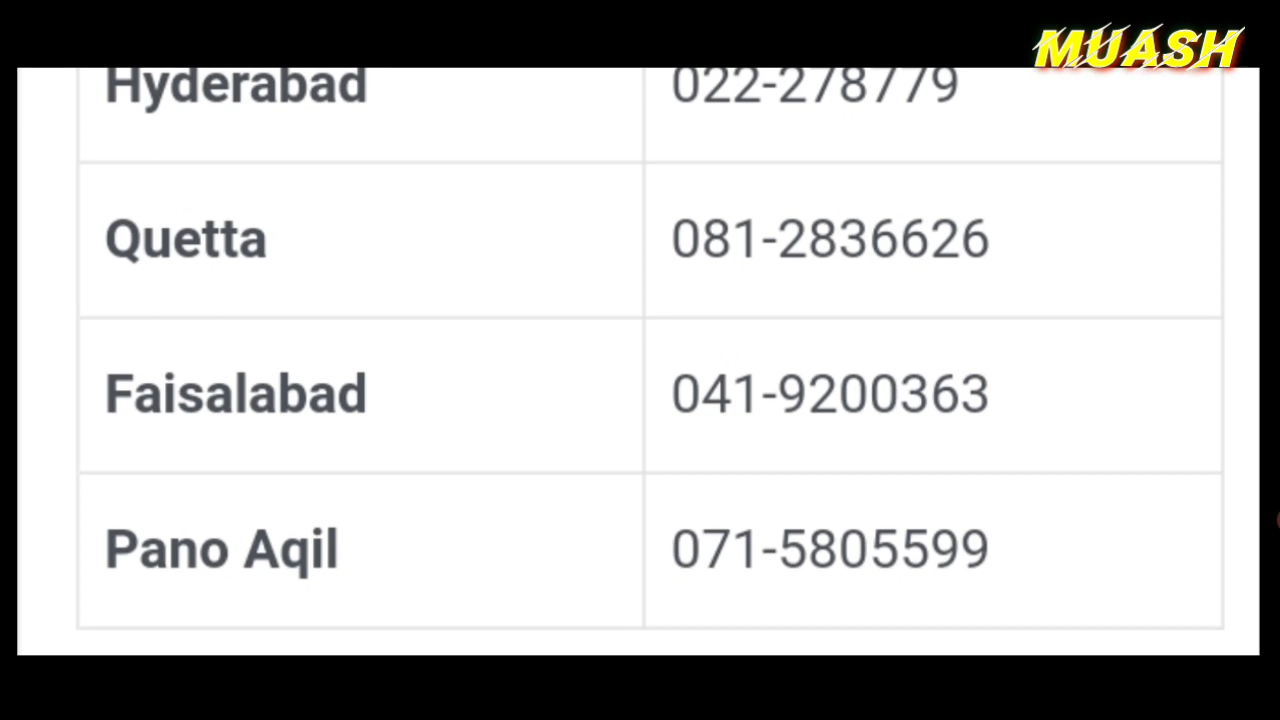 MUASH
Hyderabad 022-278779
Quetta 081-2836626
Faisalabad 041-9200363
Pano Aqil 071-5805599